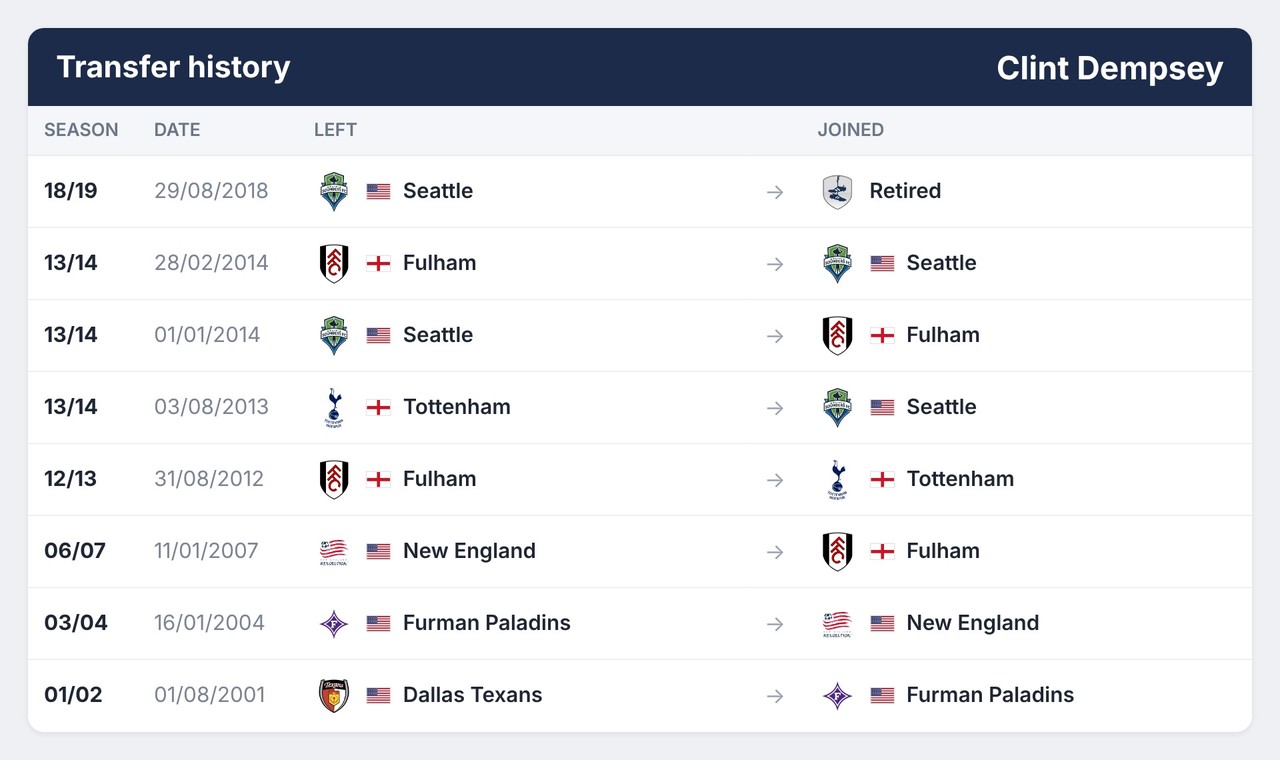 Transfer history Clint Dempsey
SEASON DATE LEFT JOINED
18/19 29/08/2018 Seattle → Retired
13/14 28/02/2014 Fulham → Seattle
13/14 01/01/2014 Seattle → Fulham
13/14 03/08/2013 Tottenham → Seattle
12/13 31/08/2012 Fulham → Tottenham
06/07 11/01/2007 New England → Fulham
03/04 16/01/2004 Furman Paladins → New England
01/02 01/08/2001 Dallas Texans → Furman Paladins